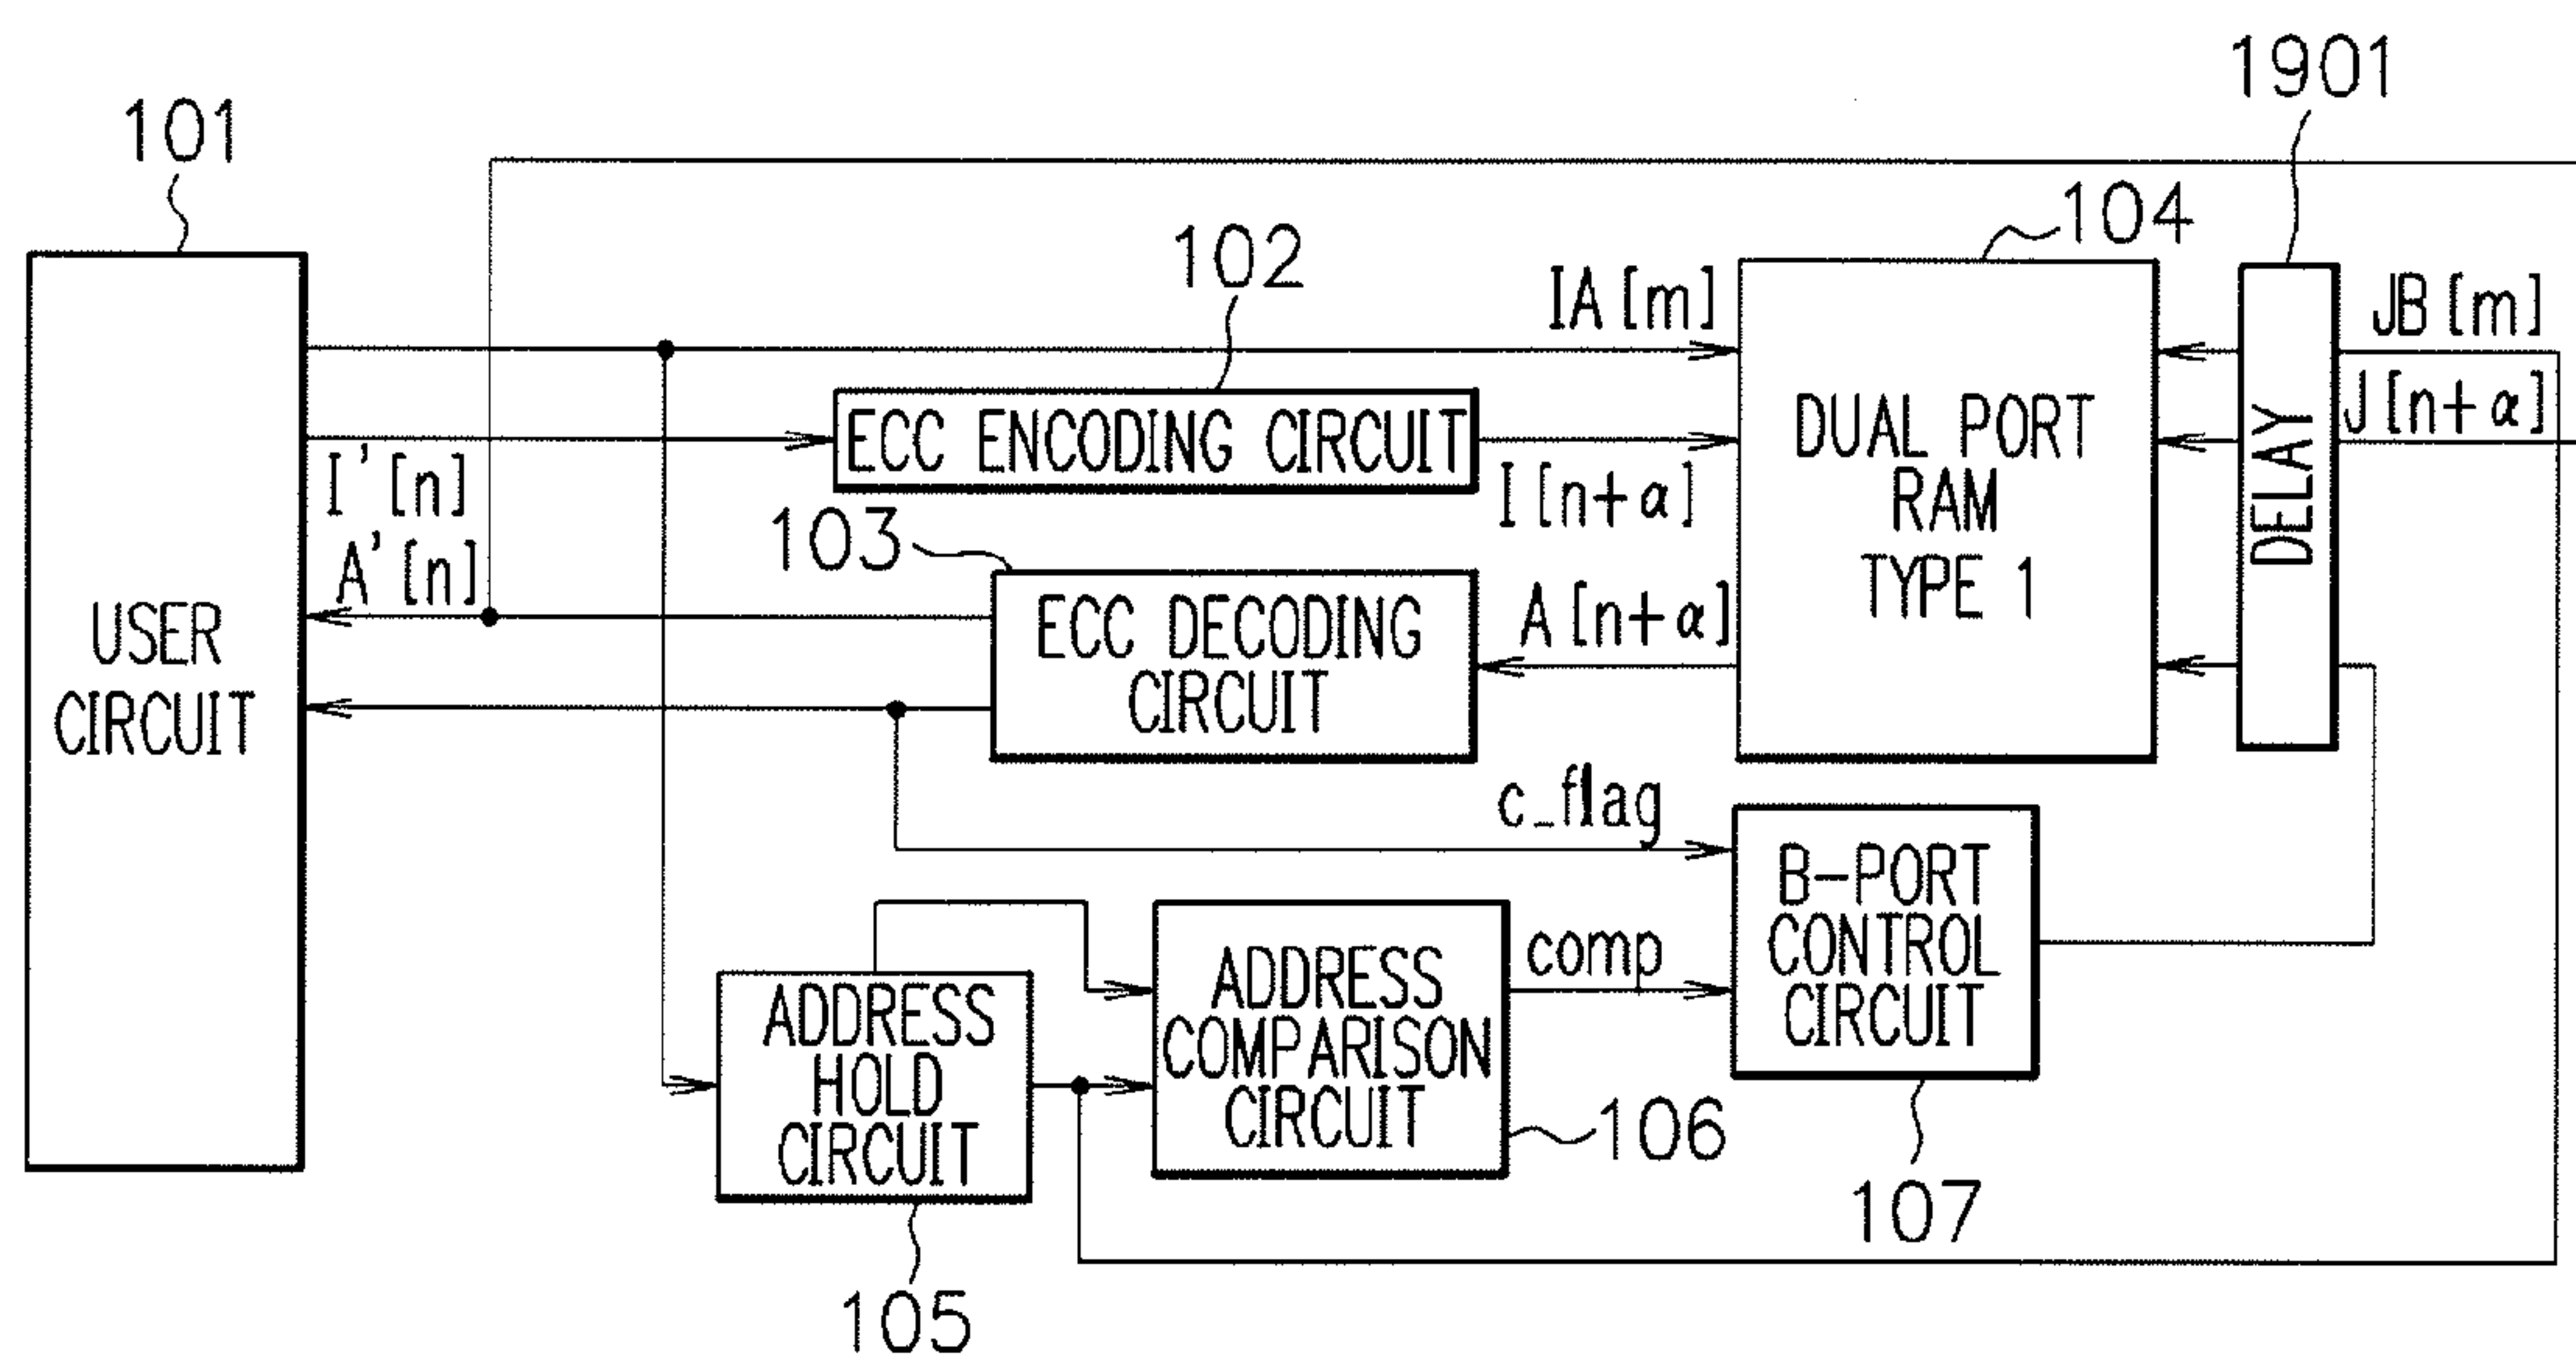 1901
101
104
102
IA [m]
JB [m]
ECC ENCODING CIRCUIT
DUAL PORT
RAM
TYPE 1
DELAY
J [n+α]
I' [n]
I [n+α]
103
A' [n]
A [n+α]
ECC DECODING
CIRCUIT
USER
CIRCUIT
c_flag
B-PORT
CONTROL
CIRCUIT
comp
ADDRESS
COMPARISON
CIRCUIT
ADDRESS
HOLD
CIRCUIT
106
107
105